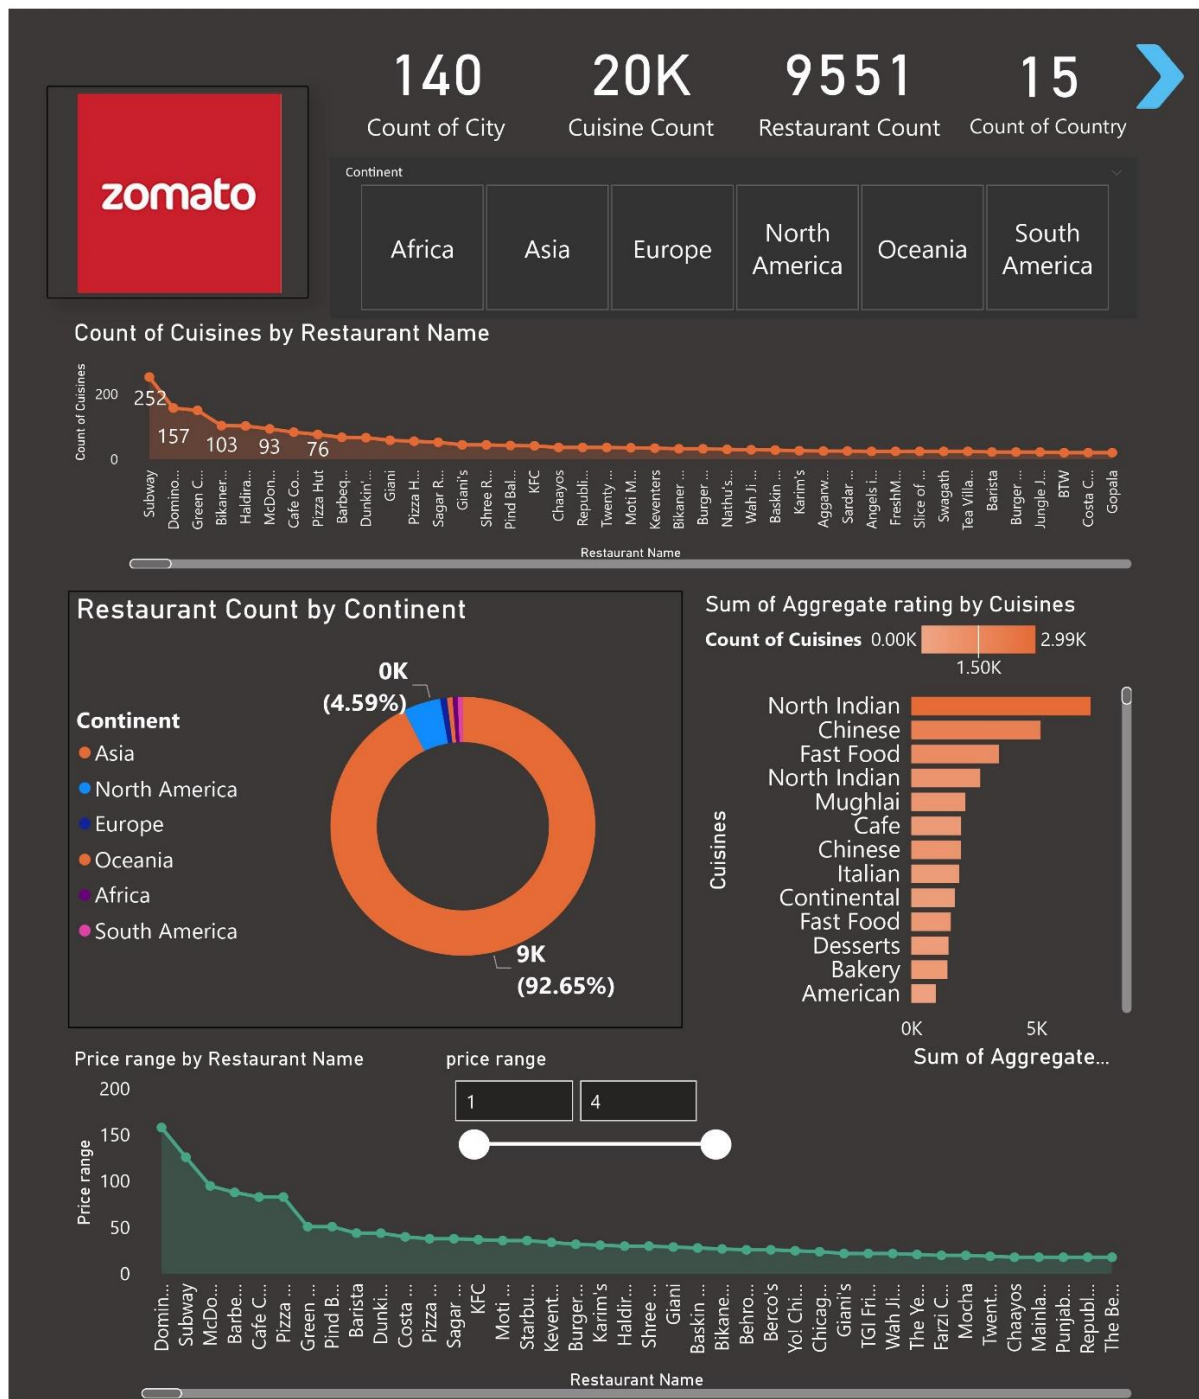 140
20K
9551
15
Count of City
Cuisine Count
Restaurant Count
Count of Country
zomato
Continent
Africa
Asia
Europe
North America
Oceania
South America
Count of Cuisines by Restaurant Name
Count of Cuisines
200
0
252
157
103
93
76
Subway
Domino...
Green C...
Bikaner...
Haldira...
McDon...
Cafe Co...
Pizza Hut
Barbeq...
Dunkin'...
Giani
Pizza H...
Sagar R...
Giani's
Shree R...
Pind Bal...
KFC
Chaayos
Republi...
Twenty ...
Moti M...
Keventers
Bikaner ...
Burger ...
Nathu's...
Wah Ji ...
Baskin ...
Karim's
Aggarw...
Sardar ...
Angels i...
FreshM...
Slice of...
Swagath
Tea Villa...
Barista
Burger ...
Jungle J...
BTW
Costa C...
Gopala
Restaurant Name
Restaurant Count by Continent
0K
(4.59%)
Continent
Asia
North America
Europe
Oceania
Africa
South America
9K
(92.65%)
Sum of Aggregate rating by Cuisines
Count of Cuisines 0.00K 2.99K
1.50K
Cuisines
North Indian
Chinese
Fast Food
North Indian
Mughlai
Cafe
Chinese
Italian
Continental
Fast Food
Desserts
Bakery
American
0K 5K
Sum of Aggregate...
Price range by Restaurant Name
price range
1
4
Price range
200
150
100
50
0
Domin...
Subway
McDo...
Barbe...
Cafe C...
Pizza ...
Green ...
Pind B...
Barista
Dunki...
Costa ...
Pizza ...
Sagar ...
KFC
Moti ...
Starbu...
Kevent...
Burger...
Karim's
Haldir...
Shree ...
Giani
Baskin ...
Bikane...
Behro...
Berco's
Yo! Chi...
Chicag...
Giani's
TGI Fri...
Wah Ji...
The Ye...
Farzi C...
Mocha
Twent...
Chaayos
Mainla...
Punjab...
Republ...
The Be...
Restaurant Name